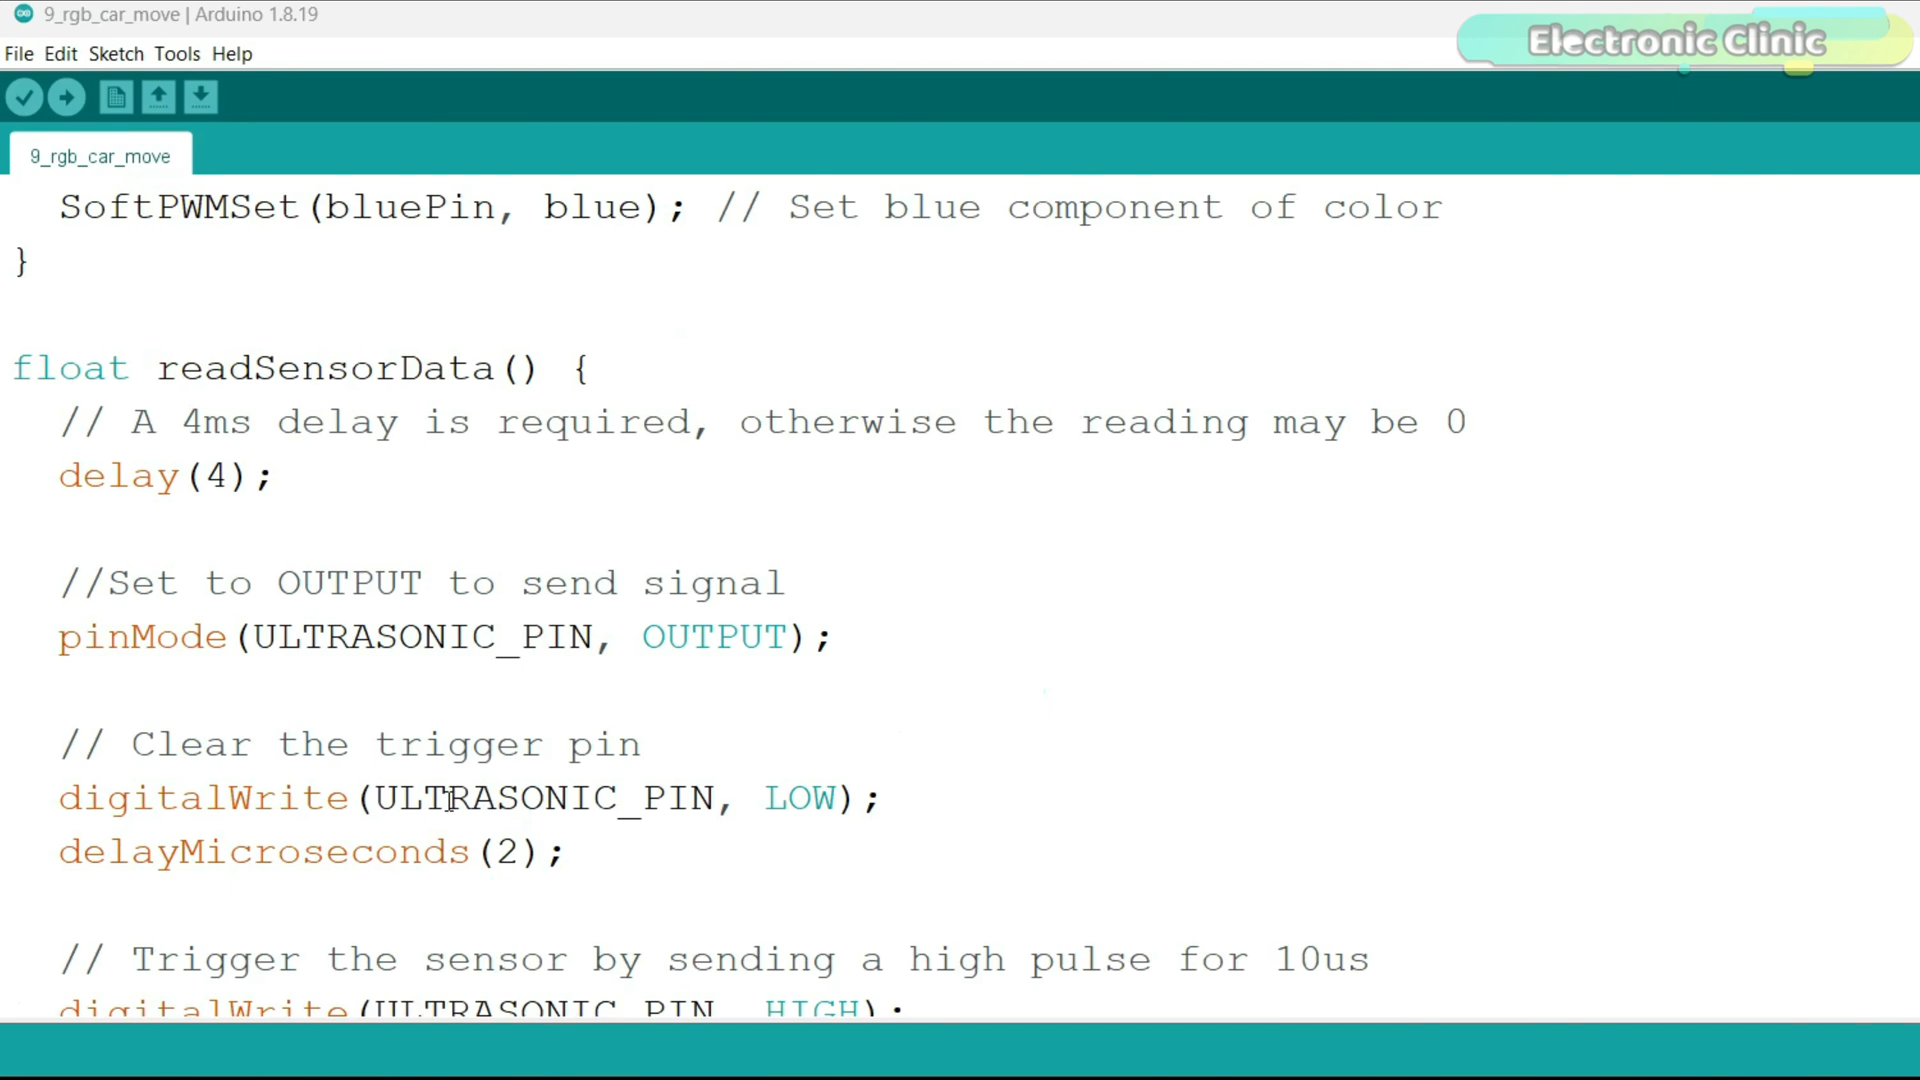 9_rgb_car_move | Arduino 1.8.19
Electronic Clinic
File Edit Sketch Tools Help
9_rgb_car_move
SoftPWMSet(bluePin, blue); // Set blue component of color
}
float readSensorData() {
// A 4ms delay is required, otherwise the reading may be 0
delay(4);
//Set to OUTPUT to send signal
pinMode(ULTRASONIC_PIN, OUTPUT);
// Clear the trigger pin
digitalWrite(ULTRASONIC_PIN, LOW);
delayMicroseconds(2);
// Trigger the sensor by sending a high pulse for 10us
digitalWrite(ULTRASONIC_PIN, HIGH);